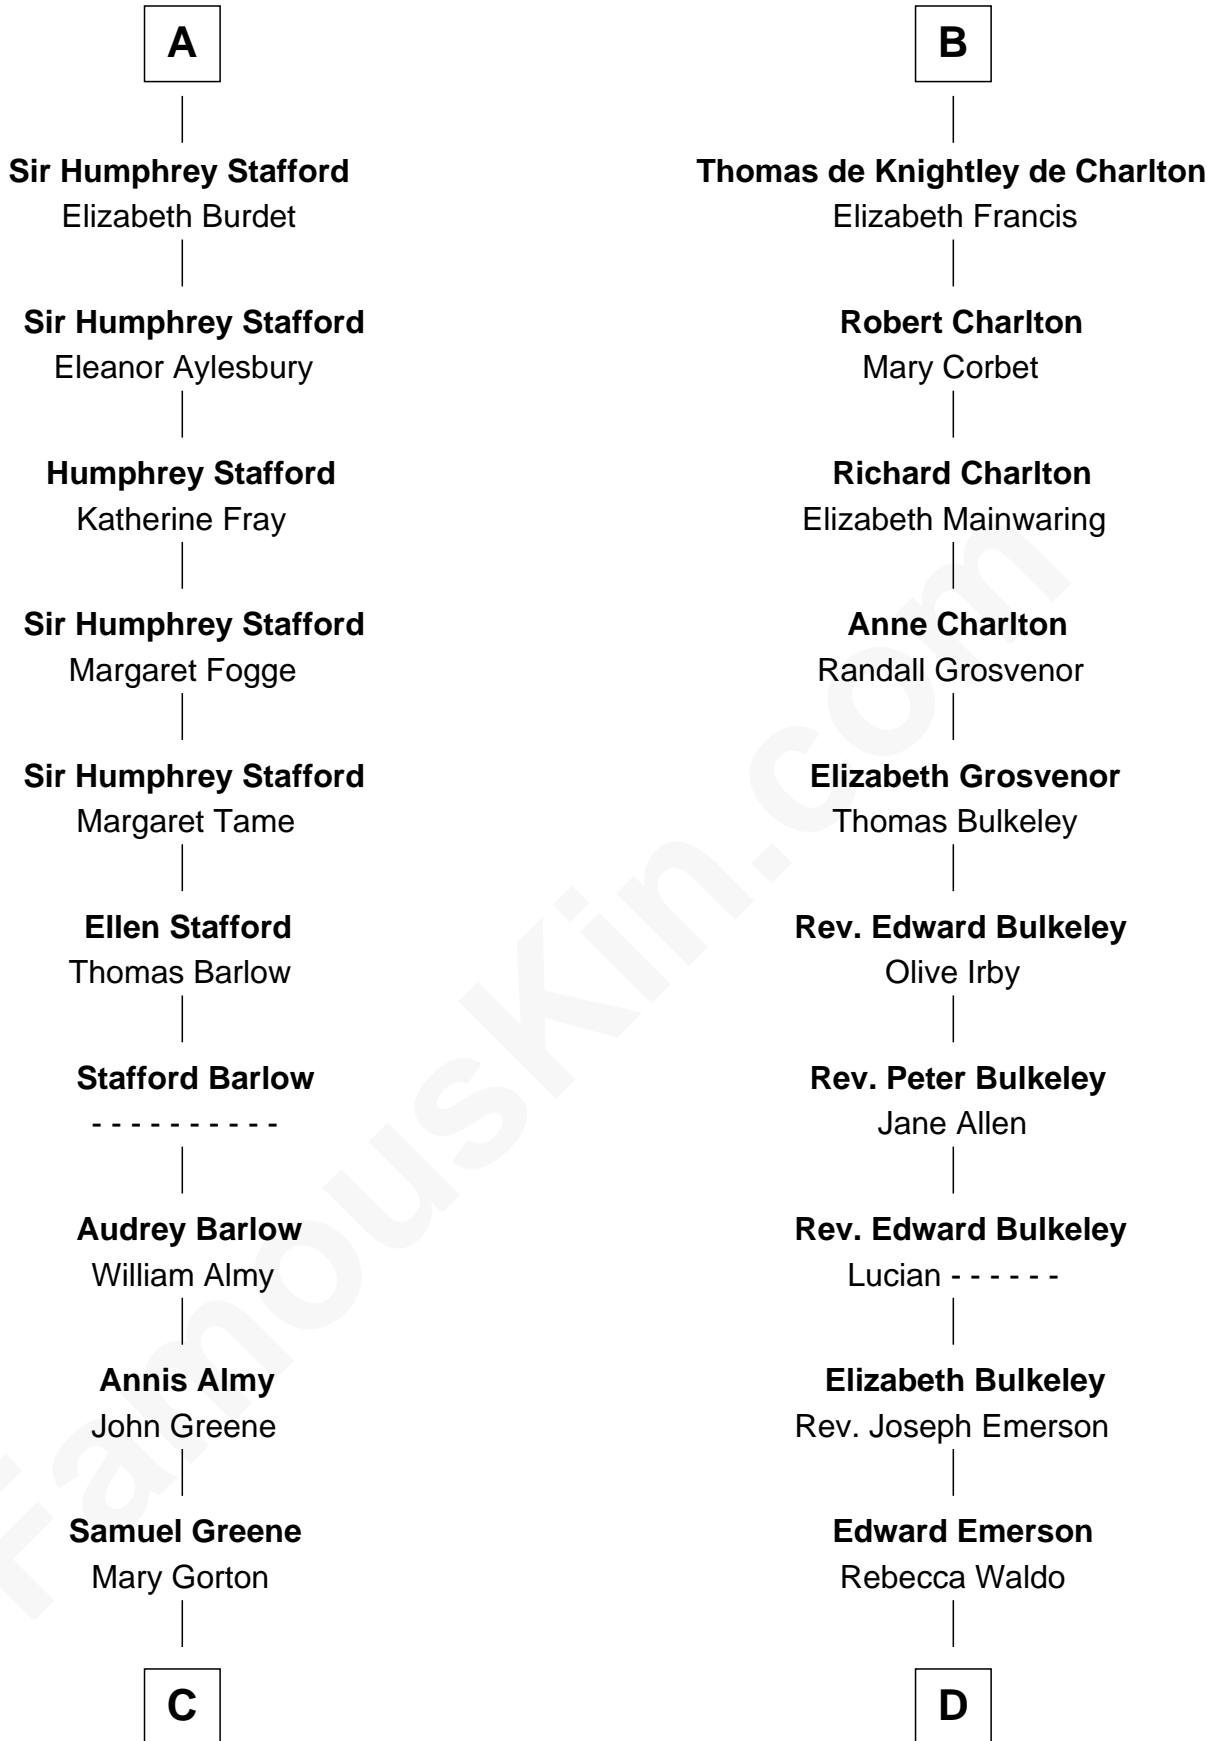 A
Sir Humphrey Stafford
Elizabeth Burdet
Sir Humphrey Stafford
Eleanor Aylesbury
Humphrey Stafford
Katherine Fray
Sir Humphrey Stafford
Margaret Fogge
Sir Humphrey Stafford
Margaret Tame
Ellen Stafford
Thomas Barlow
Stafford Barlow
- - - - - - - - - -
Audrey Barlow
William Almy
Annis Almy
John Greene
Samuel Greene
Mary Gorton
C
B
Thomas de Knightley de Charlton
Elizabeth Francis
Robert Charlton
Mary Corbet
Richard Charlton
Elizabeth Mainwaring
Anne Charlton
Randall Grosvenor
Elizabeth Grosvenor
Thomas Bulkeley
Rev. Edward Bulkeley
Olive Irby
Rev. Peter Bulkeley
Jane Allen
Rev. Edward Bulkeley
Lucian - - - - - -
Elizabeth Bulkeley
Rev. Joseph Emerson
Edward Emerson
Rebecca Waldo
D
FamousKin.com